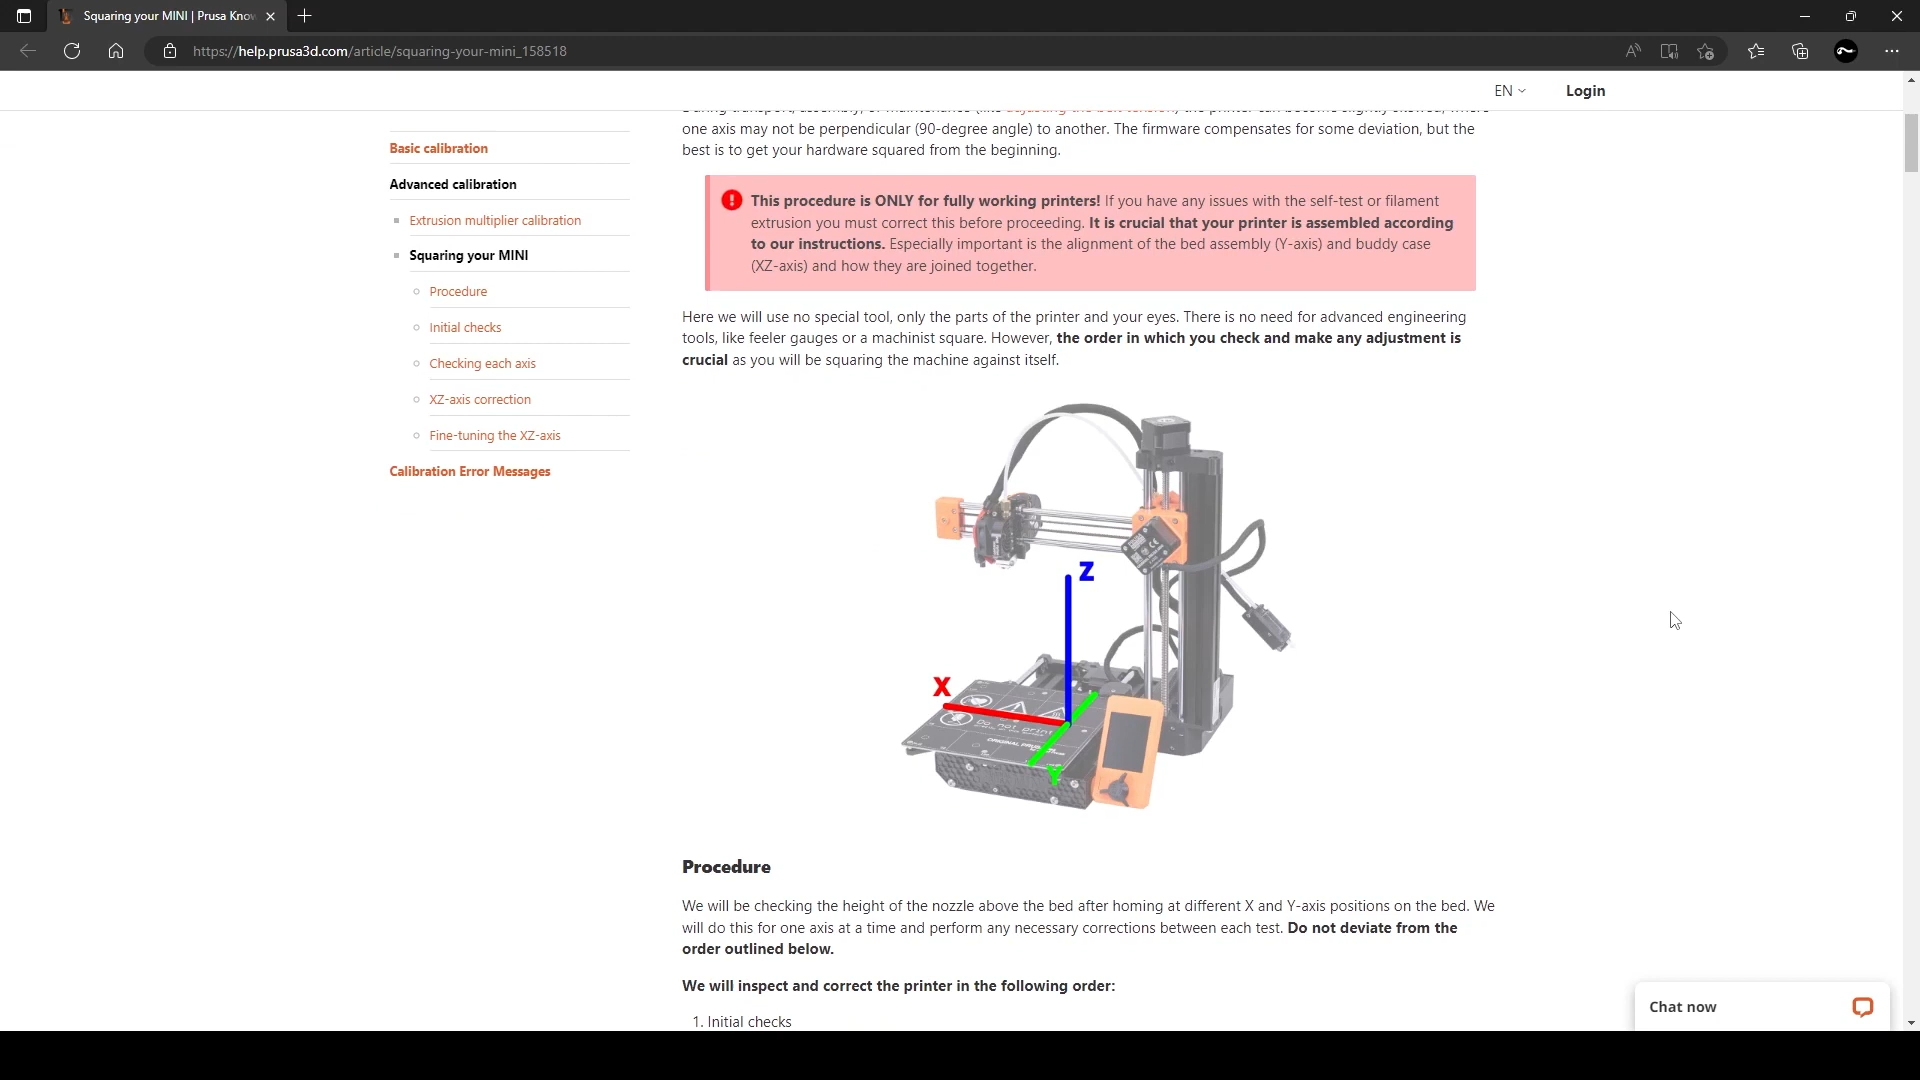 Squaring your MINI | Prusa Know
https://help.prusa3d.com/article/squaring-your-mini_158518
EN
Login
Basic calibration
Advanced calibration
Extrusion multiplier calibration
Squaring your MINI
Procedure
Initial checks
Checking each axis
XZ-axis correction
Fine-tuning the XZ-axis
Calibration Error Messages
one axis may not be perpendicular (90-degree angle) to another. The firmware compensates for some deviation, but the
best is to get your hardware squared from the beginning.
This procedure is ONLY for fully working printers! If you have any issues with the self-test or filament
extrusion you must correct this before proceeding. It is crucial that your printer is assembled according
to our instructions. Especially important is the alignment of the bed assembly (Y-axis) and buddy case
(XZ-axis) and how they are joined together.
Here we will use no special tool, only the parts of the printer and your eyes. There is no need for advanced engineering
tools, like feeler gauges or a machinist square. However, the order in which you check and make any adjustment is
crucial as you will be squaring the machine against itself.
Z
X
Y
Procedure
We will be checking the height of the nozzle above the bed after homing at different X and Y-axis positions on the bed. We
will do this for one axis at a time and perform any necessary corrections between each test. Do not deviate from the
order outlined below.
We will inspect and correct the printer in the following order:
1. Initial checks
Chat now